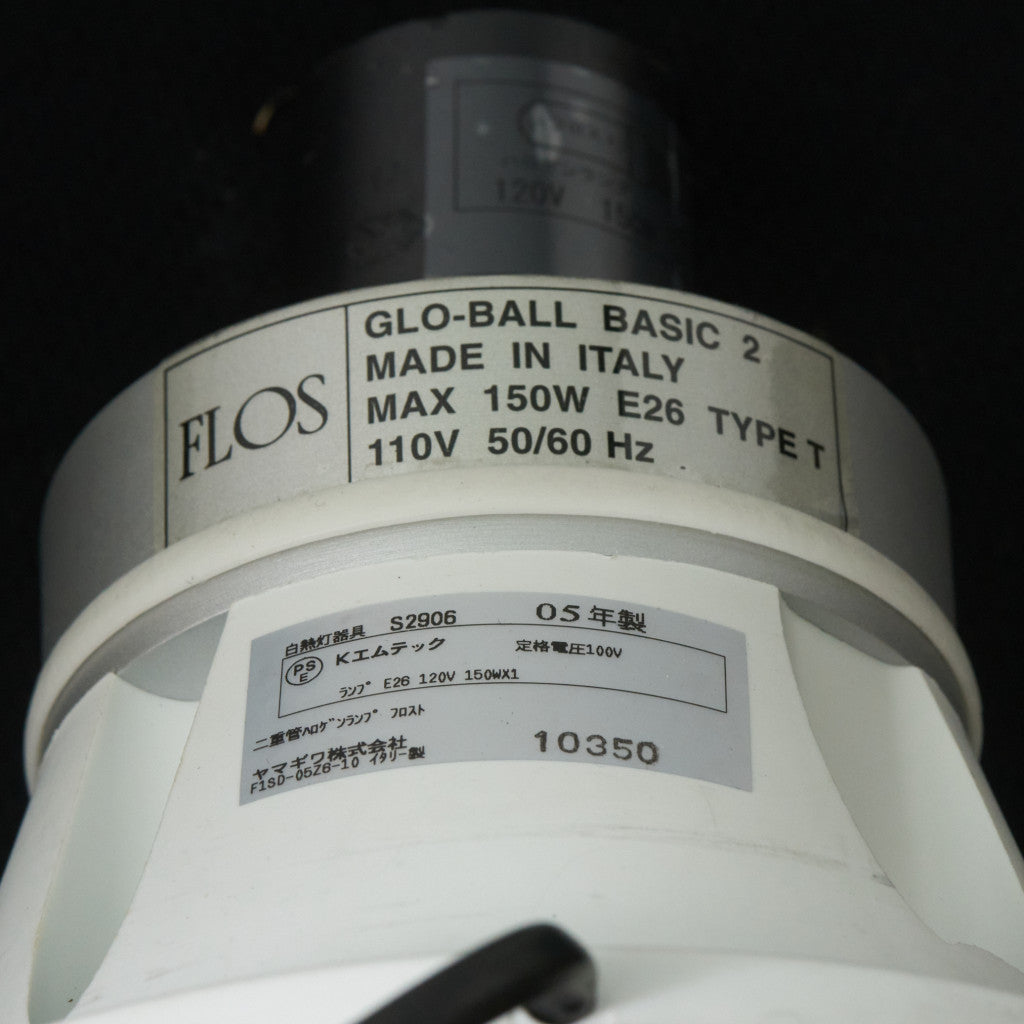 120V
FLOS
GLO-BALL BASIC 2
MADE IN ITALY
MAX 150W E26 TYPE T
110V 50/60 Hz
白熱灯器具 S2906 05年製
PSE Kエムテック 定格電圧100V
ﾗﾝﾌﾟ E26 120V 150WX1
二重管ﾊﾛｹﾞﾝﾗﾝﾌﾟ ﾌﾛｽﾄ
ヤマギワ株式会社 10350
F1SD-05Z6-10 ｲﾀﾘｰ製